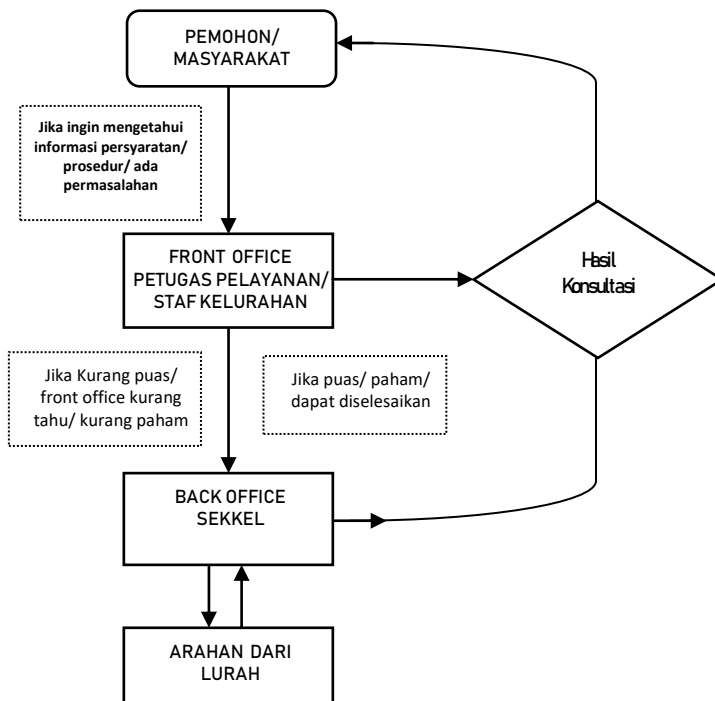 PEMOHON/
MASYARAKAT
Jika ingin mengetahui
informasi persyaratan/
prosedur/ ada
permasalahan
FRONT OFFICE
PETUGAS PELAYANAN/
STAF KELURAHAN
Hasil
Konsultasi
Jika Kurang puas/
front office kurang
tahu/ kurang paham
Jika puas/ paham/
dapat diselesaikan
BACK OFFICE
SEKKEL
ARAHAN DARI
LURAH